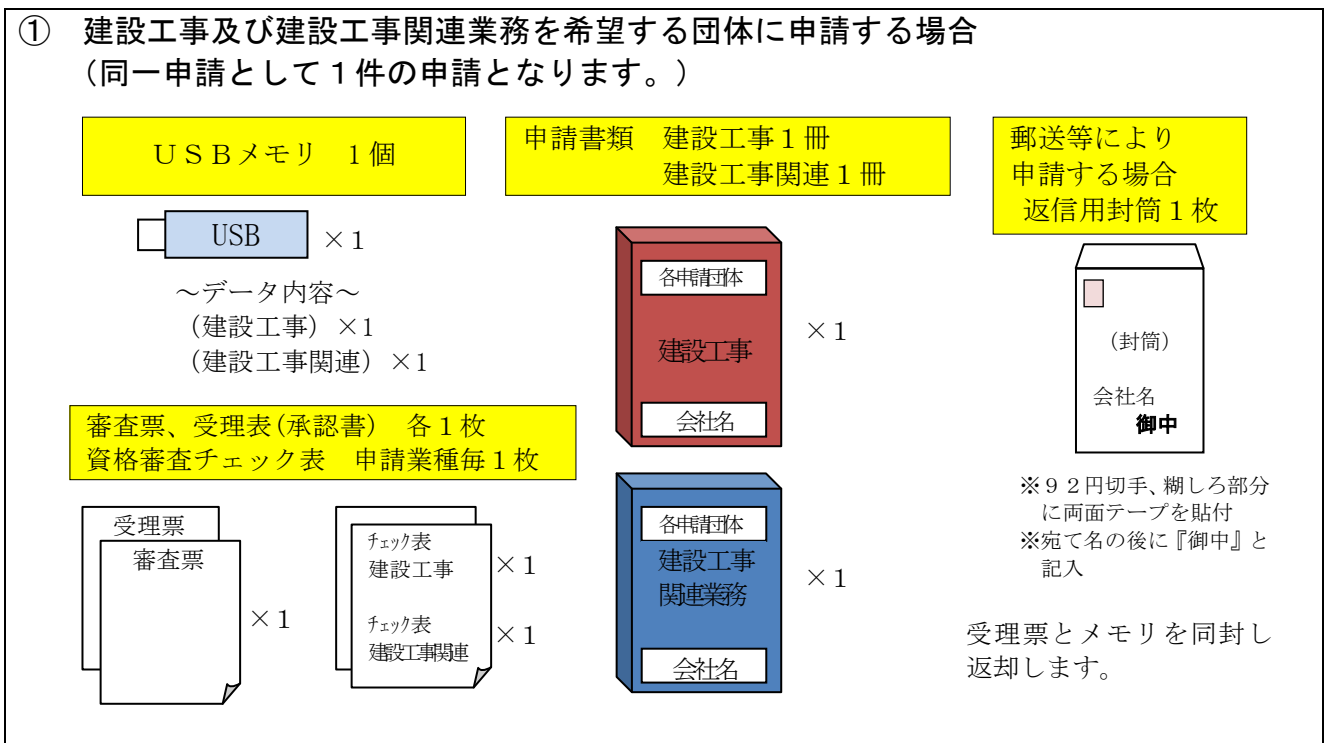 ① 建設工事及び建設工事関連業務を希望する団体に申請する場合
（同一申請として１件の申請となります。）
ＵＳＢメモリ １個
USB
×１
～データ内容～
（建設工事）×１
（建設工事関連）×１
審査票、受理表(承認書) 各１枚
資格審査チェック表 申請業種毎１枚
受理票
審査票
×１
チェック表
建設工事
×１
チェック表
建設工事関連
×１
申請書類 建設工事１冊
建設工事関連１冊
各申請団体
建設工事
会社名
×１
各申請団体
建設工事
関連業務
会社名
×１
郵送等により
申請する場合
返信用封筒１枚
（封筒）
会社名
御中
※９２円切手、糊しろ部分
に両面テープを貼付
※宛て名の後に『御中』と
記入
受理票とメモリを同封し
返却します。